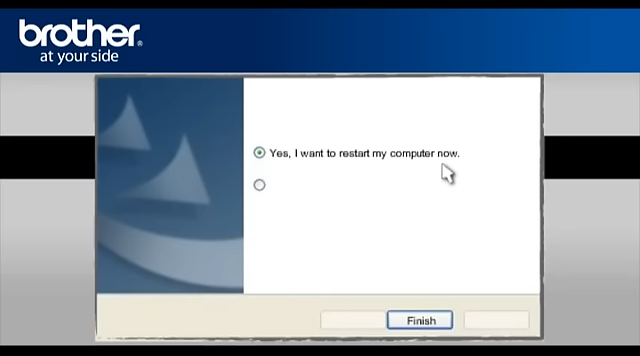 brother
at your side
Yes, I want to restart my computer now.
Finish